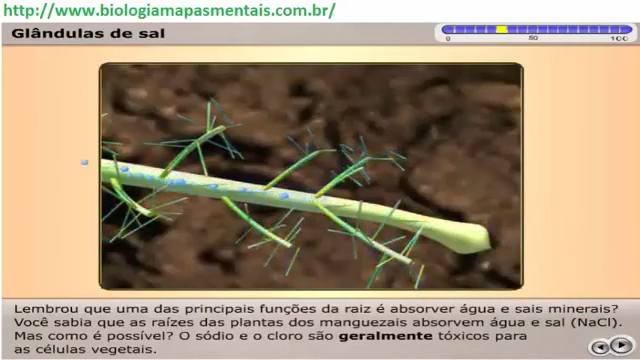 http://www.biologiamapasmentais.com.br/
Glândulas de sal
0 50 100
Lembrou que uma das principais funções da raiz é absorver água e sais minerais?
Você sabia que as raízes das plantas dos manguezais absorvem água e sal (NaCl).
Mas como é possível? O sódio e o cloro são geralmente tóxicos para
as células vegetais.